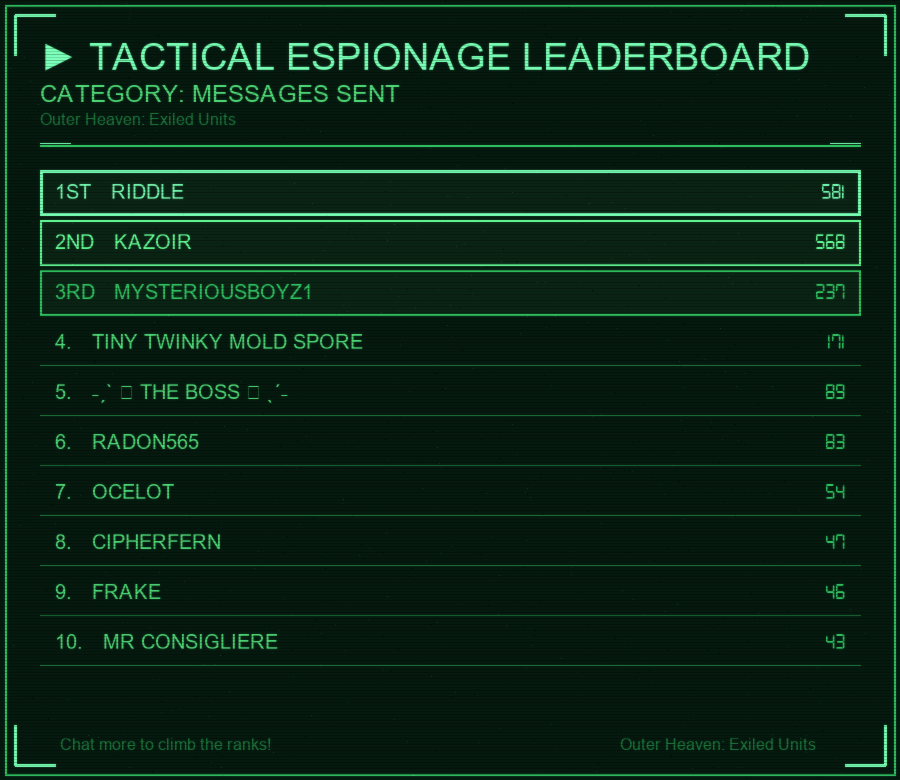 ► TACTICAL ESPIONAGE LEADERBOARD
CATEGORY: MESSAGES SENT
Outer Heaven: Exiled Units
1ST RIDDLE 581
2ND KAZOIR 568
3RD MYSTERIOUSBOYZ1 237
4. TINY TWINKY MOLD SPORE 171
5. -ˏˋ □ THE BOSS □ ˎˊ- 89
6. RADON565 83
7. OCELOT 54
8. CIPHERFERN 47
9. FRAKE 46
10. MR CONSIGLIERE 43
Chat more to climb the ranks! Outer Heaven: Exiled Units